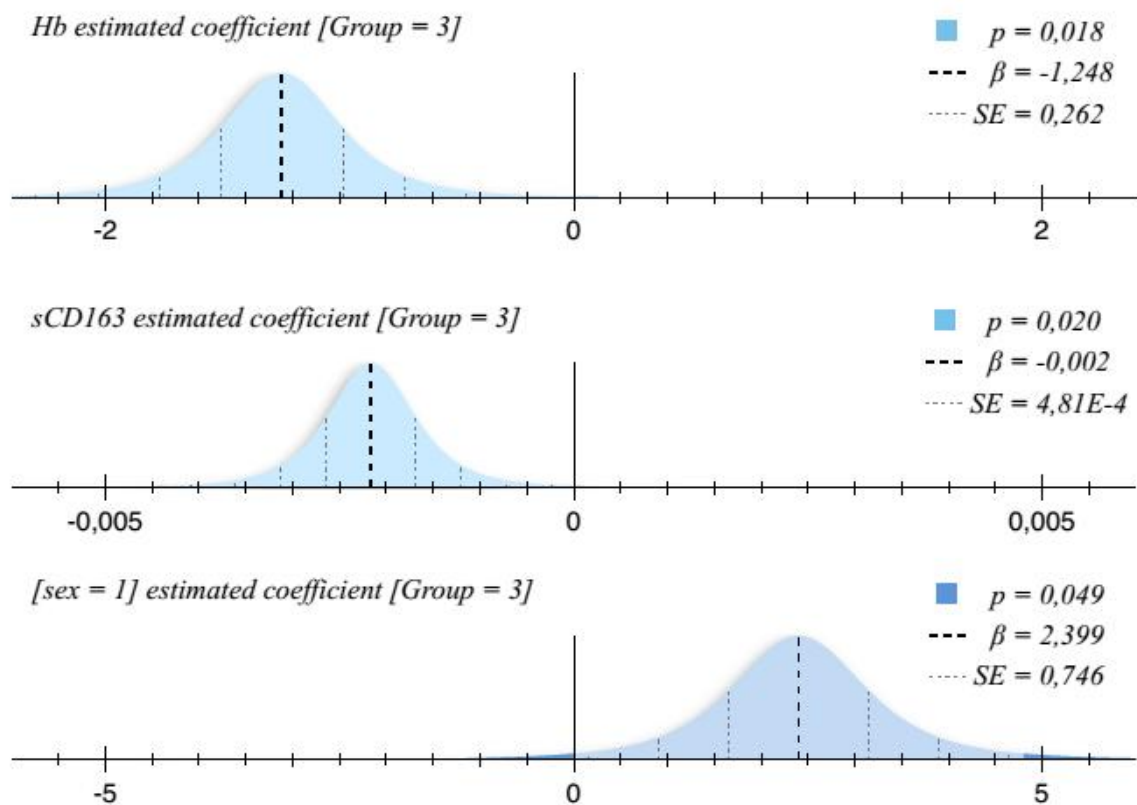 Hb estimated coefficient [Group = 3]
p = 0,018
β = -1,248
SE = 0,262
-2 0 2
sCD163 estimated coefficient [Group = 3]
p = 0,020
β = -0,002
SE = 4,81E-4
-0,005 0 0,005
[sex = 1] estimated coefficient [Group = 3]
p = 0,049
β = 2,399
SE = 0,746
-5 0 5